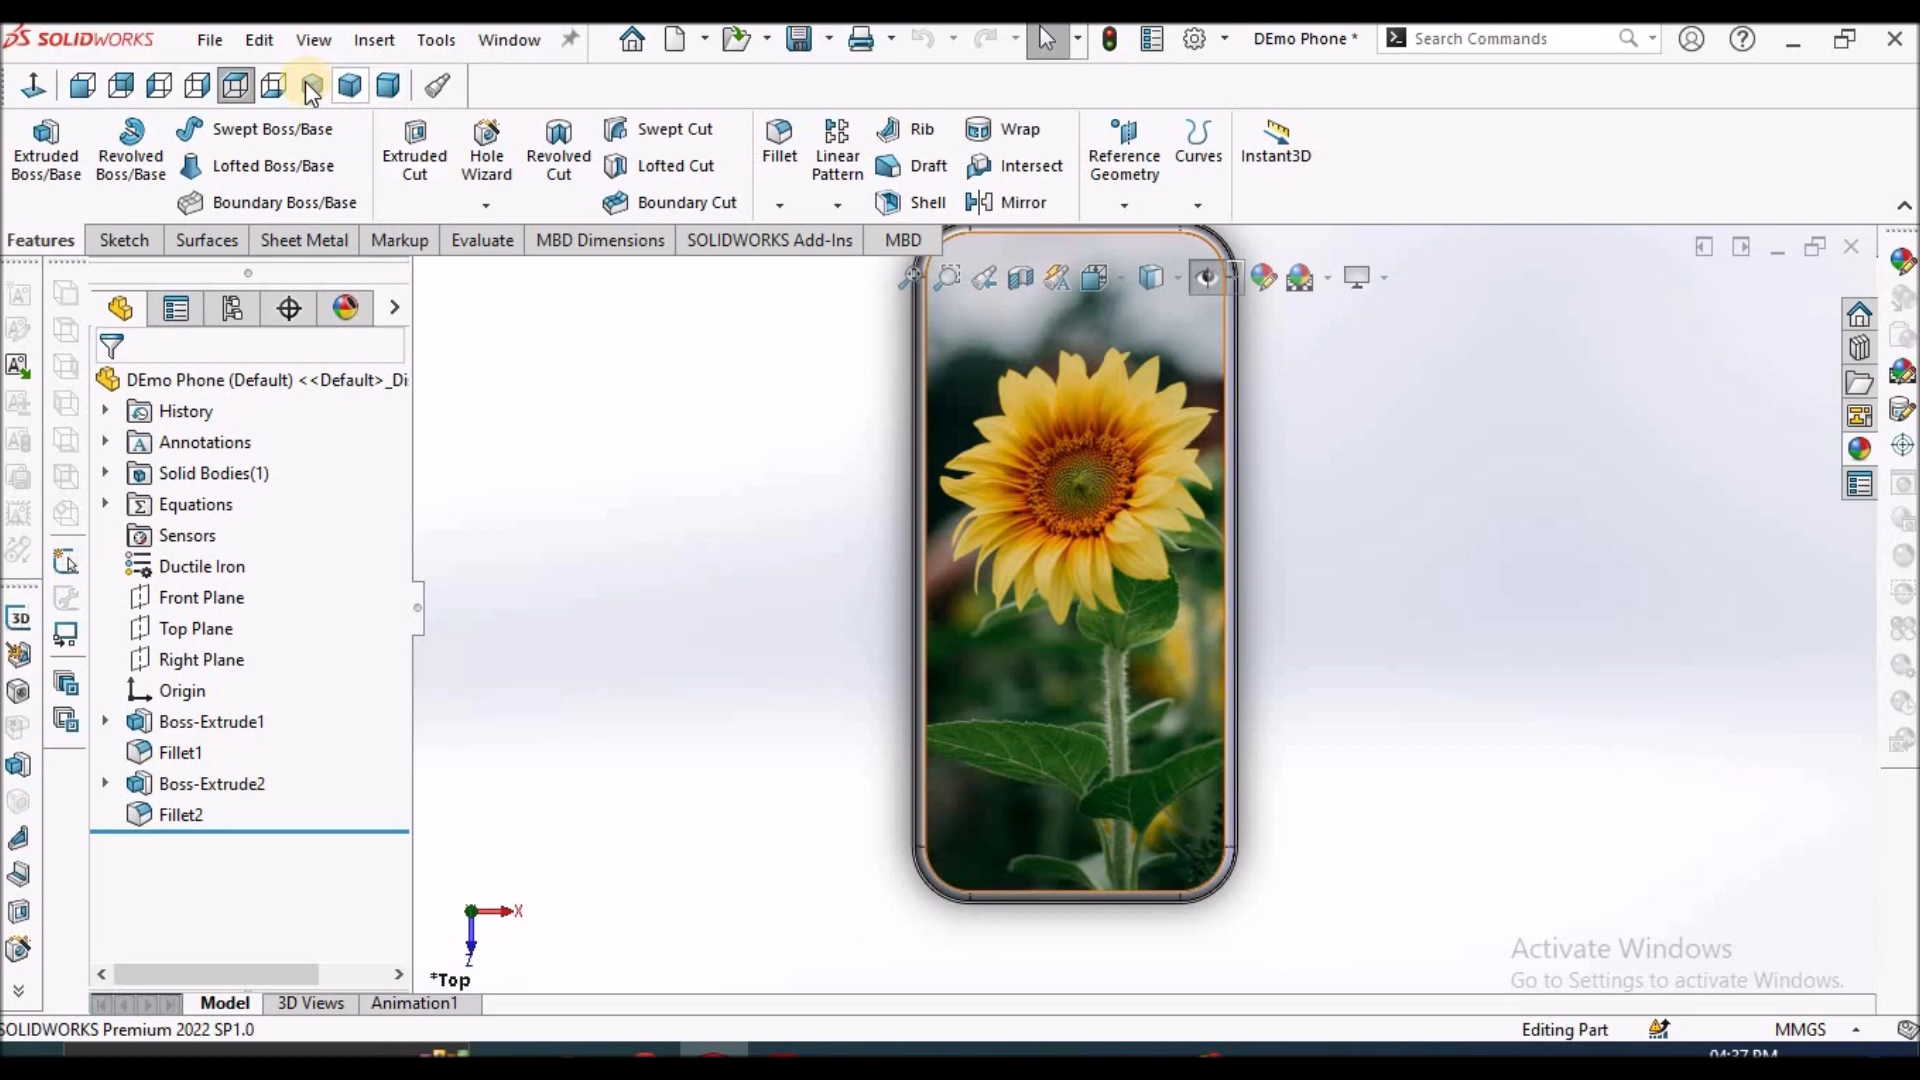 SOLIDWORKS File Edit View Insert Tools Window DEmo Phone * Search Commands
Extruded Boss/Base
Revolved Boss/Base
Swept Boss/Base
Lofted Boss/Base
Boundary Boss/Base
Extruded Cut
Hole Wizard
Revolved Cut
Swept Cut
Lofted Cut
Boundary Cut
Fillet
Linear Pattern
Rib
Draft
Shell
Wrap
Intersect
Mirror
Reference Geometry
Curves
Instant3D
Features Sketch Surfaces Sheet Metal Markup Evaluate MBD Dimensions SOLIDWORKS Add-Ins MBD
DEmo Phone (Default) <<Default>_Di
History
Annotations
Solid Bodies(1)
Equations
Sensors
Ductile Iron
Front Plane
Top Plane
Right Plane
Origin
Boss-Extrude1
Fillet1
Boss-Extrude2
Fillet2
3D
X
Z
*Top
Activate Windows
Go to Settings to activate Windows.
Model 3D Views Animation1
SOLIDWORKS Premium 2022 SP1.0 Editing Part MMGS
04:37 PM